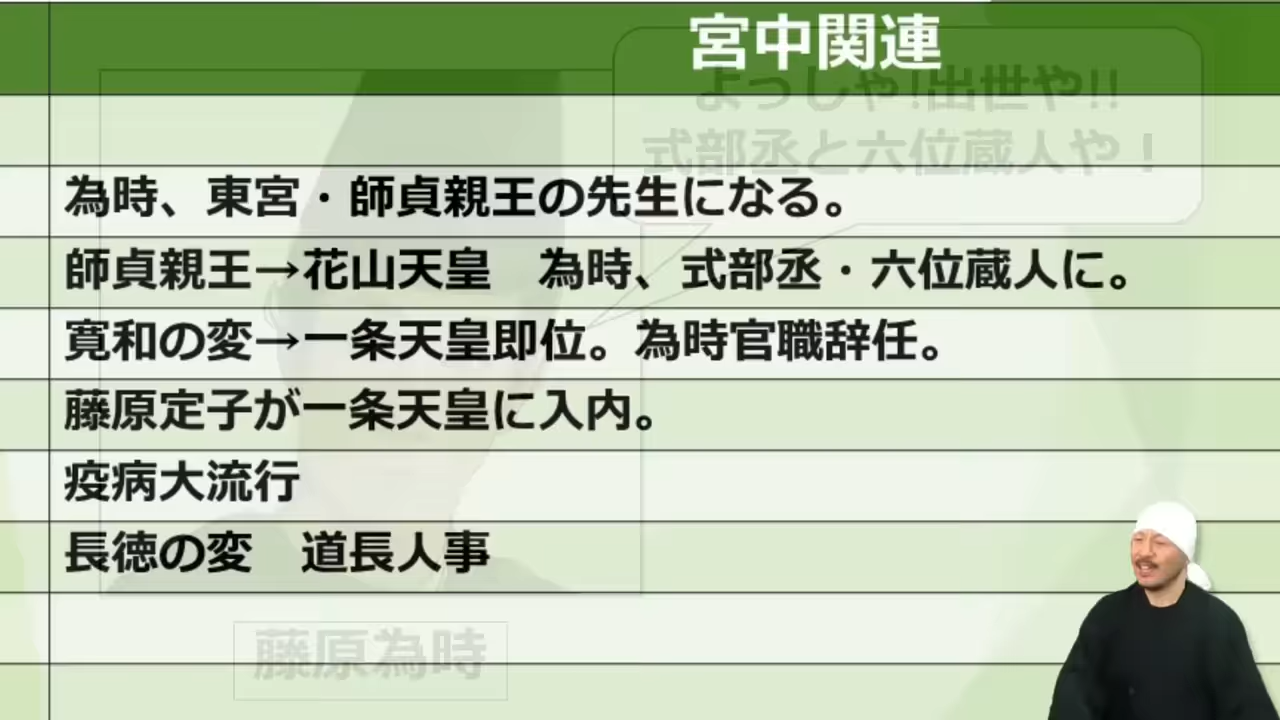 宮中関連
よっしゃ!出世や!!
式部丞と六位蔵人や!
為時、東宮・師貞親王の先生になる。
師貞親王→花山天皇　為時、式部丞・六位蔵人に。
寛和の変→一条天皇即位。為時官職辞任。
藤原定子が一条天皇に入内。
疫病大流行
長徳の変　道長人事
藤原為時